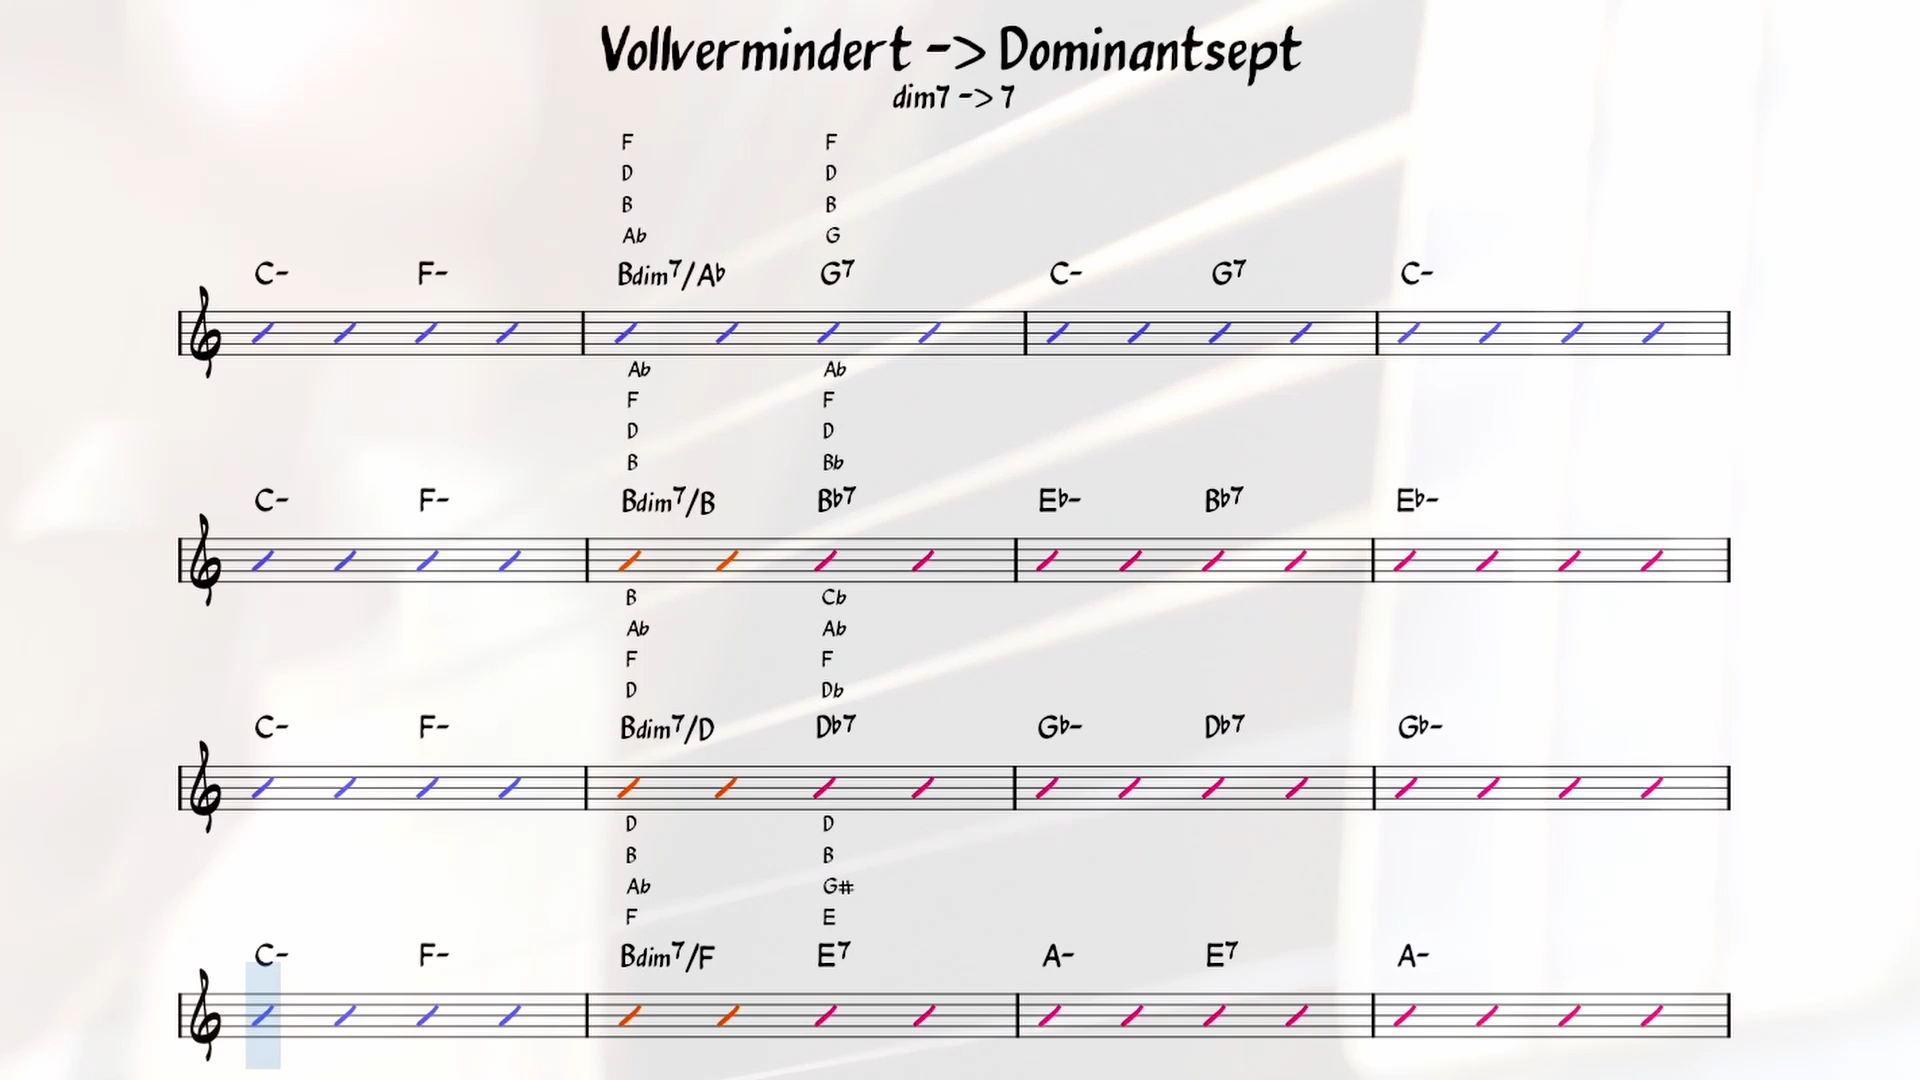 Vollvermindert -> Dominantsept
dim7 -> 7
F F
D D
B B
Ab G
C- F- Bdim7/Ab G7 C- G7 C-
Ab Ab
F F
D D
B Bb
C- F- Bdim7/B Bb7 Eb- Bb7 Eb-
B Cb
Ab Ab
F F
D Db
C- F- Bdim7/D Db7 Gb- Db7 Gb-
D D
B B
Ab G#
F E
C- F- Bdim7/F E7 A- E7 A-